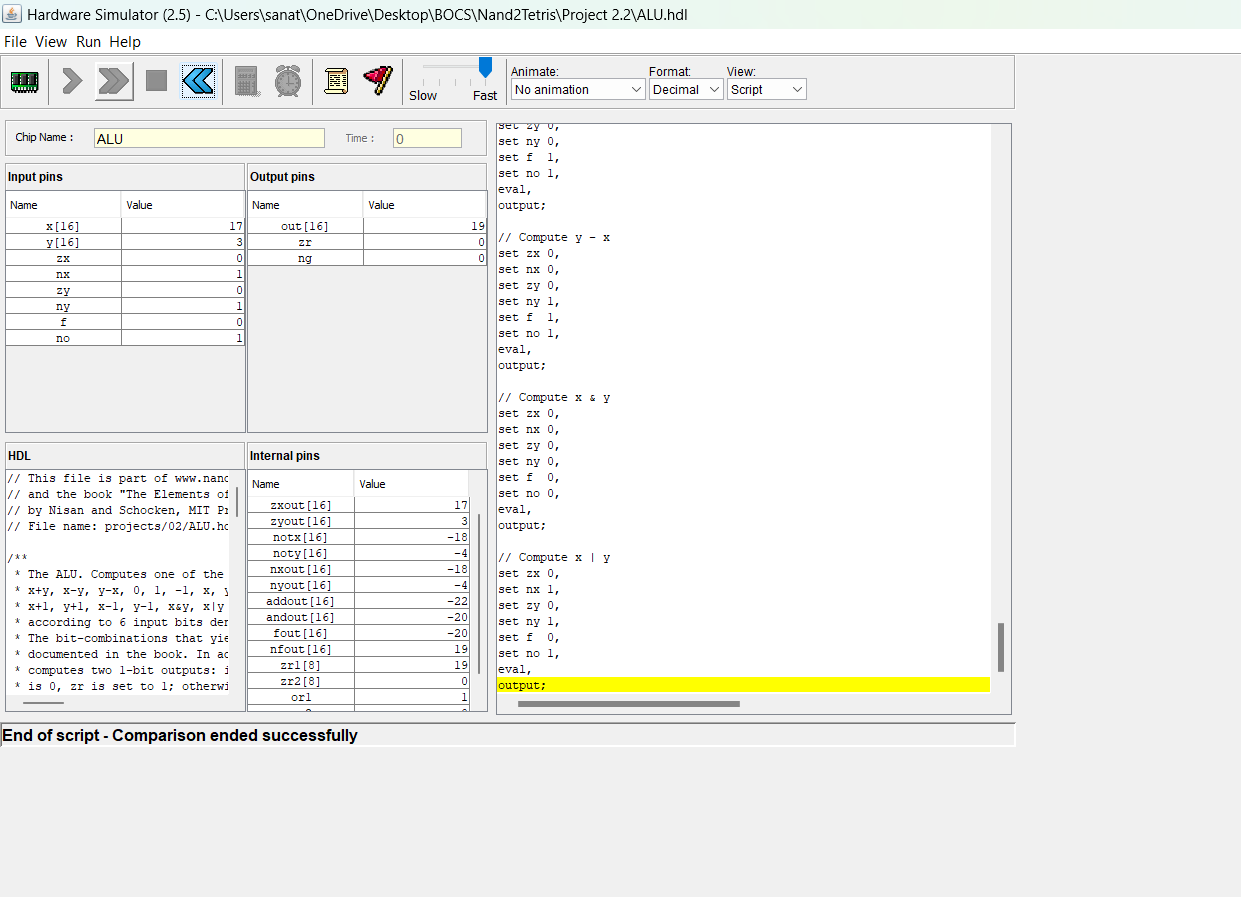 Hardware Simulator (2.5) - C:\Users\sanat\OneDrive\Desktop\BOCS\Nand2Tetris\Project 2.2\ALU.hdl
File View Run Help
Animate: Format: View:
Slow Fast No animation Decimal Script
Chip Name : ALU Time : 0
Input pins
Name Value
x[16] 17
y[16] 3
zx 0
nx 1
zy 0
ny 1
f 0
no 1
Output pins
Name Value
out[16] 19
zr 0
ng 0
HDL
// This file is part of www.nand
// and the book "The Elements of
// by Nisan and Schocken, MIT Pr
// File name: projects/02/ALU.hd
/**
* The ALU. Computes one of the
* x+y, x-y, y-x, 0, 1, -1, x, y
* x+1, y+1, x-1, y-1, x&y, x|y
* according to 6 input bits den
* The bit-combinations that yie
* documented in the book. In ad
* computes two 1-bit outputs: i
* is 0, zr is set to 1; otherwi
Internal pins
Name Value
zxout[16] 17
zyout[16] 3
notx[16] -18
noty[16] -4
nxout[16] -18
nyout[16] -4
addout[16] -22
andout[16] -20
fout[16] -20
nfout[16] 19
zr1[8] 19
zr2[8] 0
or1 1
set zy 0,
set ny 0,
set f  1,
set no 1,
eval,
output;
// Compute y - x
set zx 0,
set nx 0,
set zy 0,
set ny 1,
set f  1,
set no 1,
eval,
output;
// Compute x & y
set zx 0,
set nx 0,
set zy 0,
set ny 0,
set f  0,
set no 0,
eval,
output;
// Compute x | y
set zx 0,
set nx 1,
set zy 0,
set ny 1,
set f  0,
set no 1,
eval,
output;
End of script - Comparison ended successfully